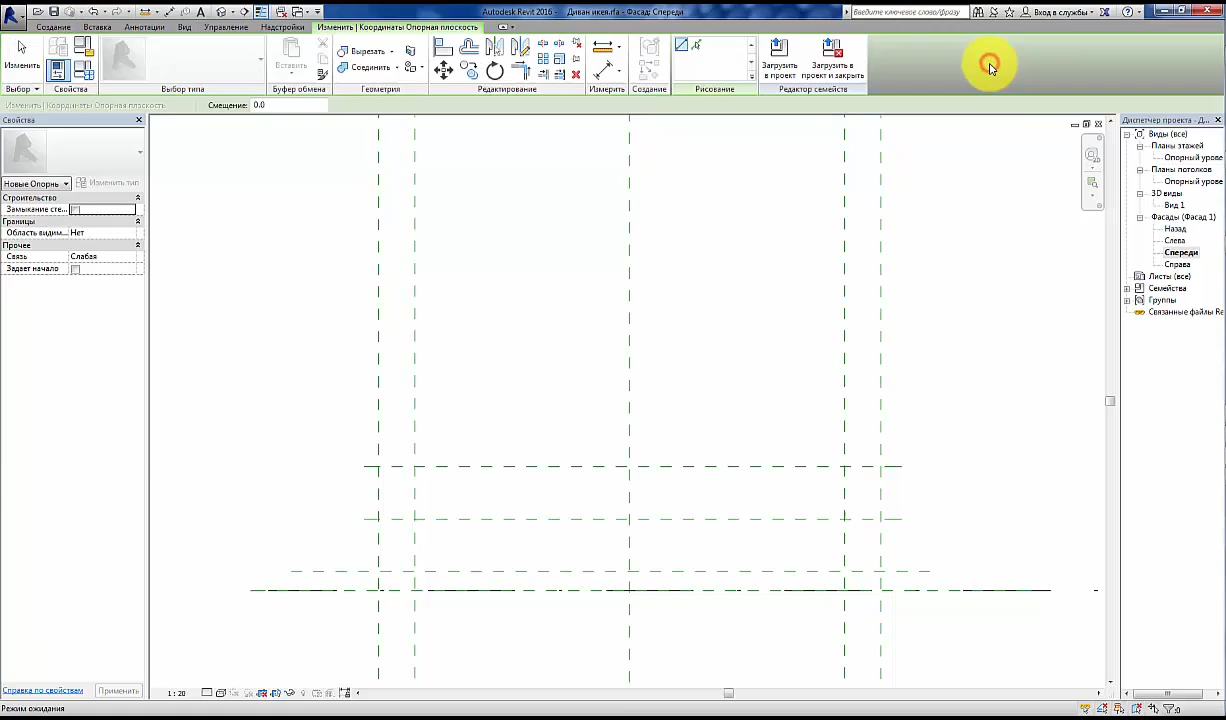 Autodesk Revit 2016 - Диван икея.rfa - Фасад: Спереди
Введите ключевое слово/фразу
Вход в службы
Создание Вставка Аннотации Вид Управление Надстройки Изменить | Координаты Опорная плоскость
Изменить
Вставить
Вырезать
Соединить
Загрузить в проект
Загрузить в проект и закрыть
Выбор Свойства Выбор типа Буфер обмена Геометрия Редактирование Измерить Создание Рисование Редактор семейств
Изменить | Координаты Опорная плоскость
Смещение: 0.0
Свойства
Новые Опорнь
Изменить тип
Строительство
Замыкание сте...
Границы
Область видим... Нет
Прочее
Связь Слабая
Задает начало
Справка по свойствам
Применить
1 : 20
Режим ожидания
:0
Диспетчер проекта - Д...
Виды (все)
Планы этажей
Опорный урове
Планы потолков
Опорный урове
3D виды
Вид 1
Фасады (Фасад 1)
Назад
Слева
Спереди
Справа
Листы (все)
Семейства
Группы
Связанные файлы Re